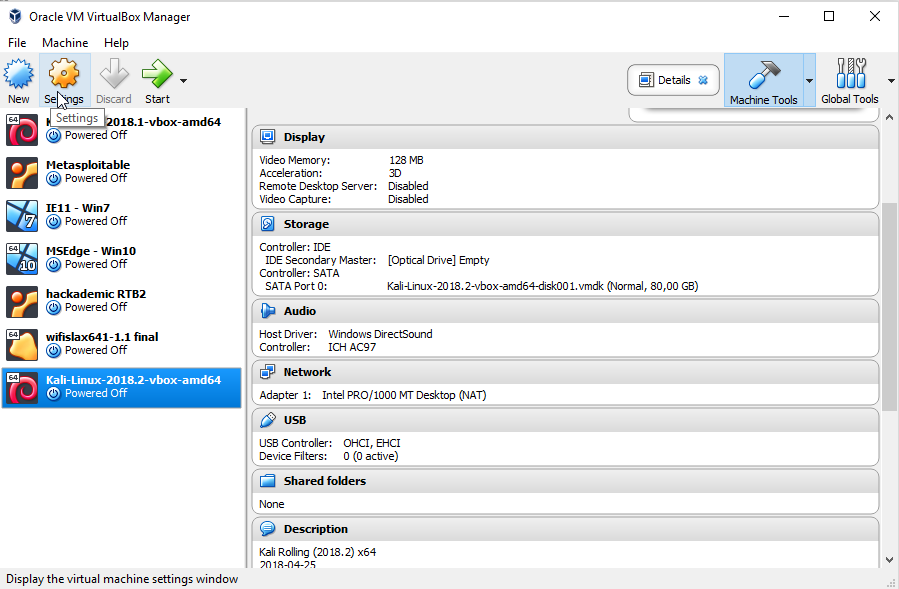 Oracle VM VirtualBox Manager
File Machine Help
New Settings Discard Start
Details
Machine Tools
Global Tools
Settings
64
2018.1-vbox-amd64
Powered Off
Metasploitable
Powered Off
7
IE11 - Win7
Powered Off
64
10
MSEdge - Win10
Powered Off
hackademic RTB2
Powered Off
64
wifislax641-1.1 final
Powered Off
64
Kali-Linux-2018.2-vbox-amd64
Powered Off
Display
Video Memory: 128 MB
Acceleration: 3D
Remote Desktop Server: Disabled
Video Capture: Disabled
Storage
Controller: IDE
IDE Secondary Master: [Optical Drive] Empty
Controller: SATA
SATA Port 0: Kali-Linux-2018.2-vbox-amd64-disk001.vmdk (Normal, 80,00 GB)
Audio
Host Driver: Windows DirectSound
Controller: ICH AC97
Network
Adapter 1: Intel PRO/1000 MT Desktop (NAT)
USB
USB Controller: OHCI, EHCI
Device Filters: 0 (0 active)
Shared folders
None
Description
Kali Rolling (2018.2) x64
2018-04-25
Display the virtual machine settings window